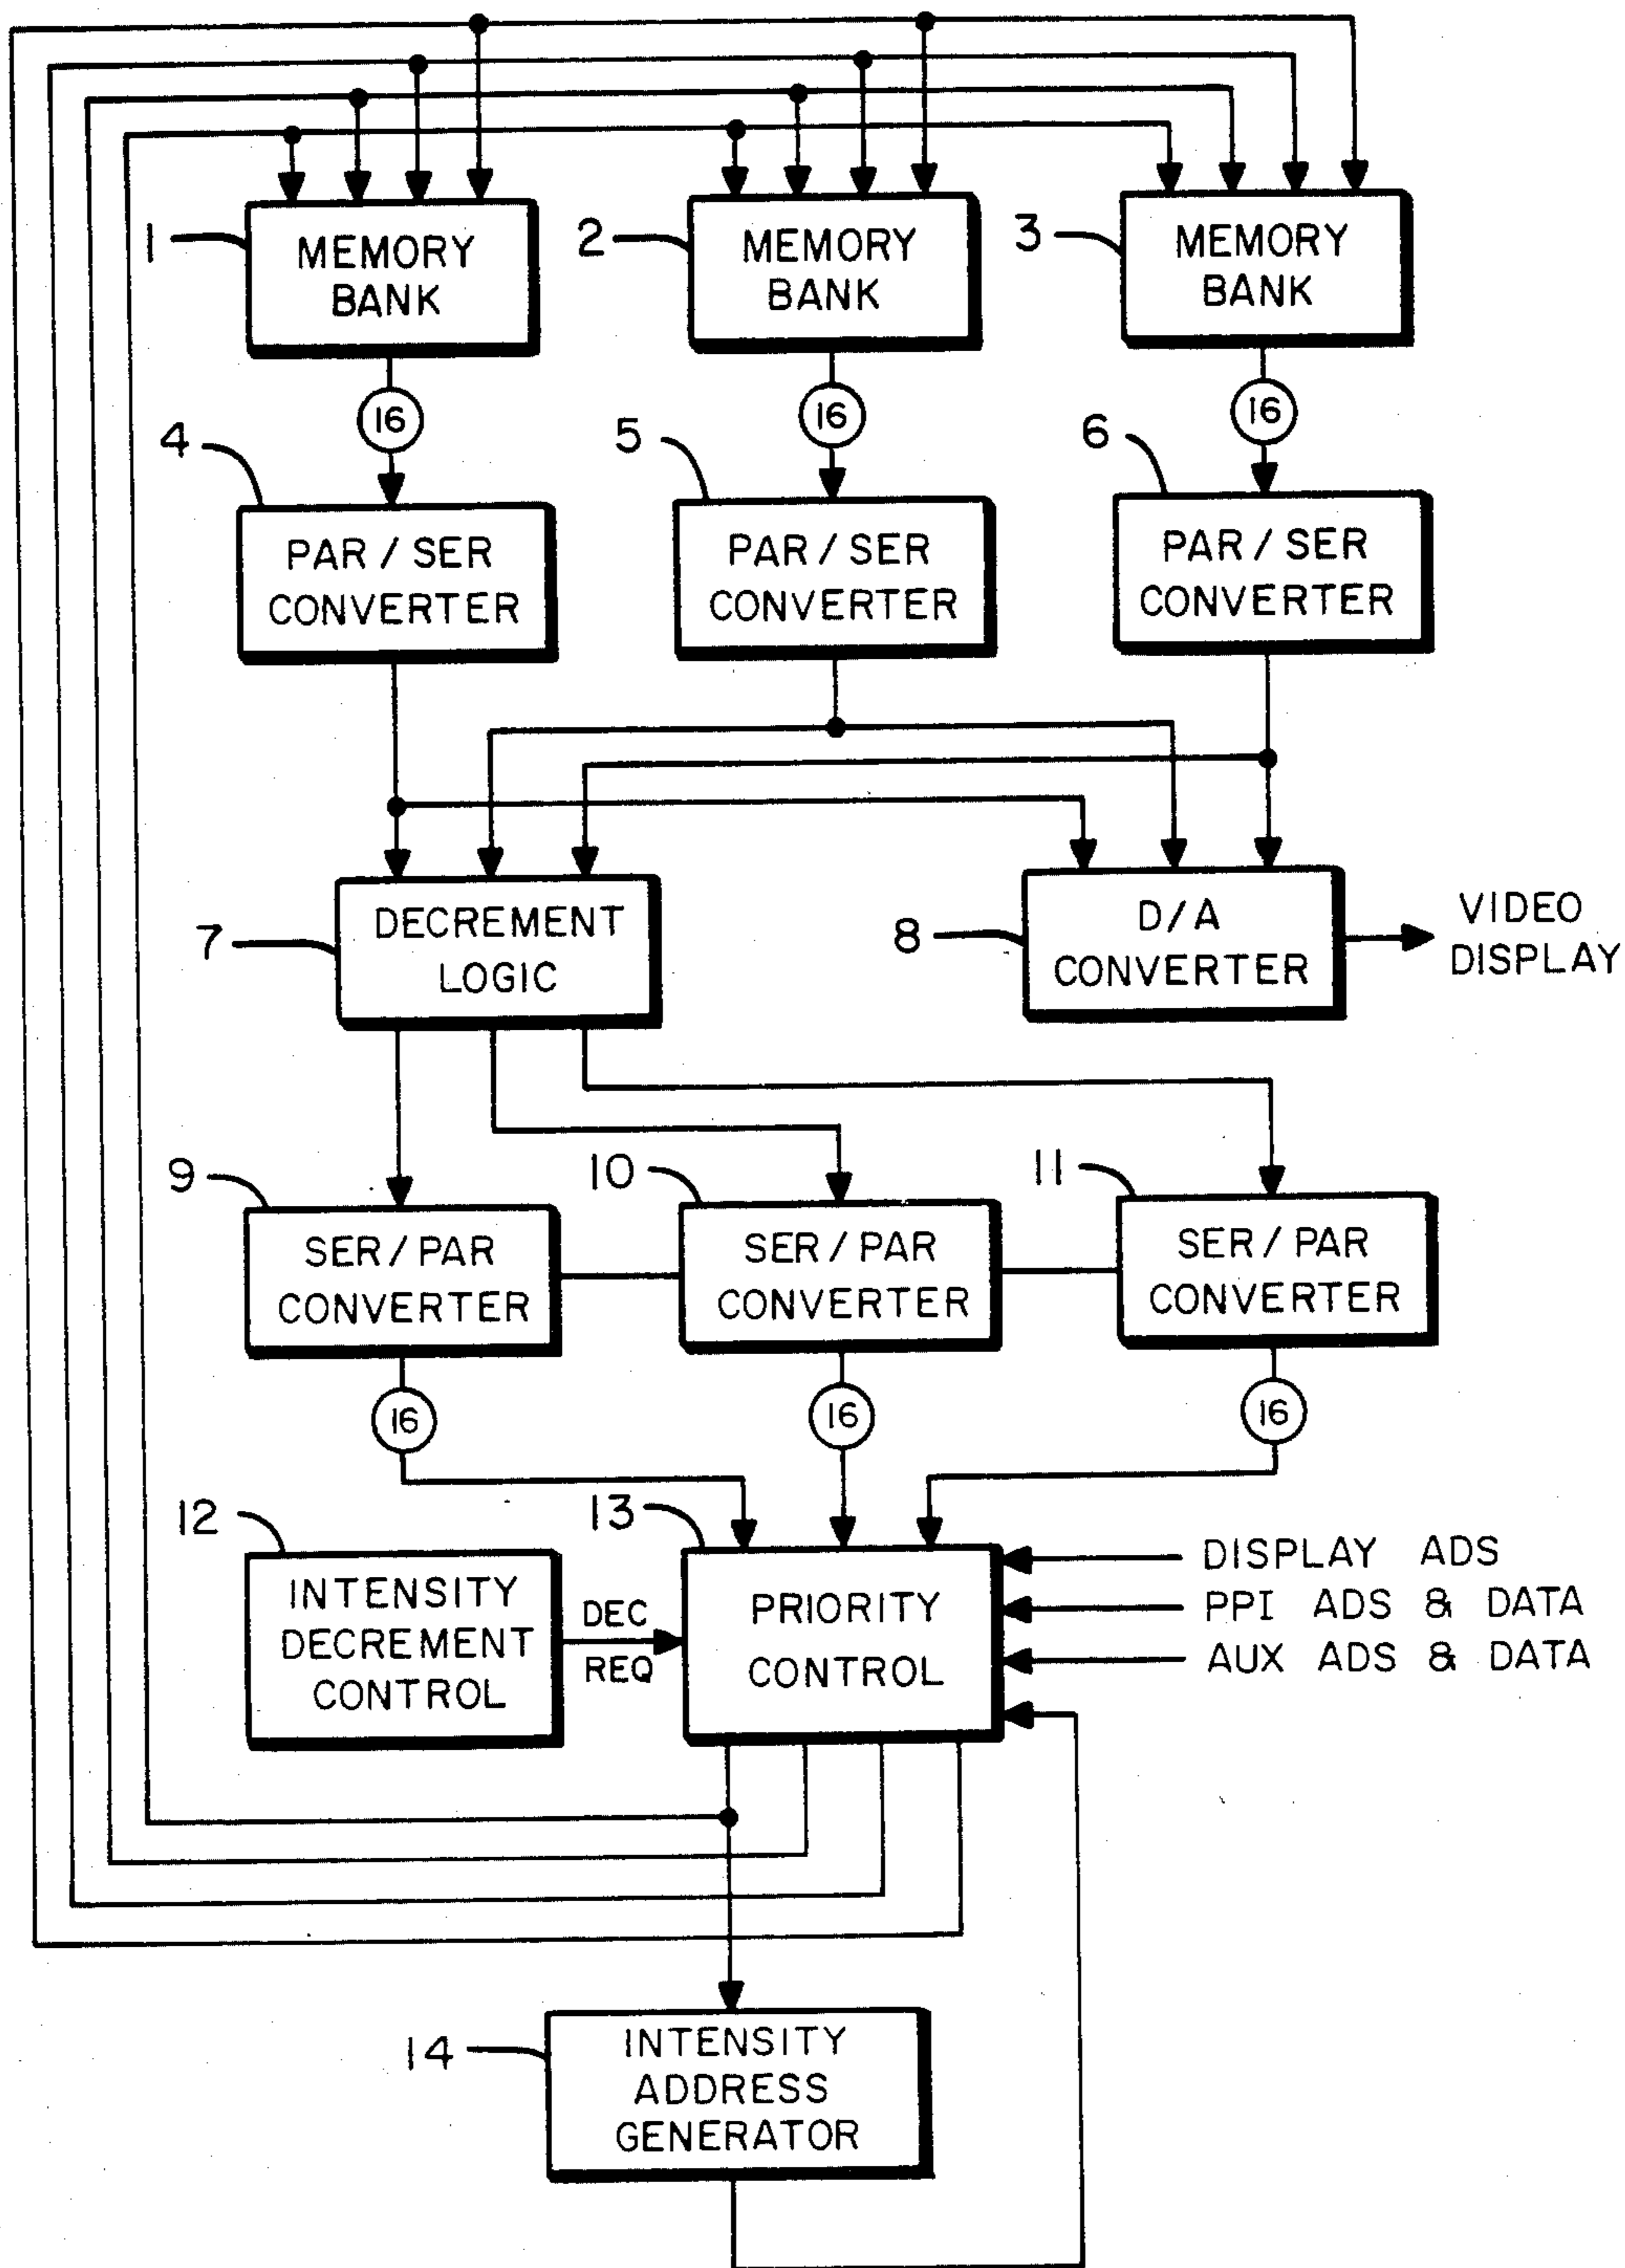 1
MEMORY
BANK
2
MEMORY
BANK
3
MEMORY
BANK
16
16
16
4
PAR / SER
CONVERTER
5
PAR / SER
CONVERTER
6
PAR / SER
CONVERTER
7
DECREMENT
LOGIC
8
D/A
CONVERTER
VIDEO
DISPLAY
9
SER / PAR
CONVERTER
10
SER / PAR
CONVERTER
11
SER / PAR
CONVERTER
16
16
16
12
INTENSITY
DECREMENT
CONTROL
DEC
REQ
13
PRIORITY
CONTROL
DISPLAY ADS
PPI ADS & DATA
AUX ADS & DATA
14
INTENSITY
ADDRESS
GENERATOR